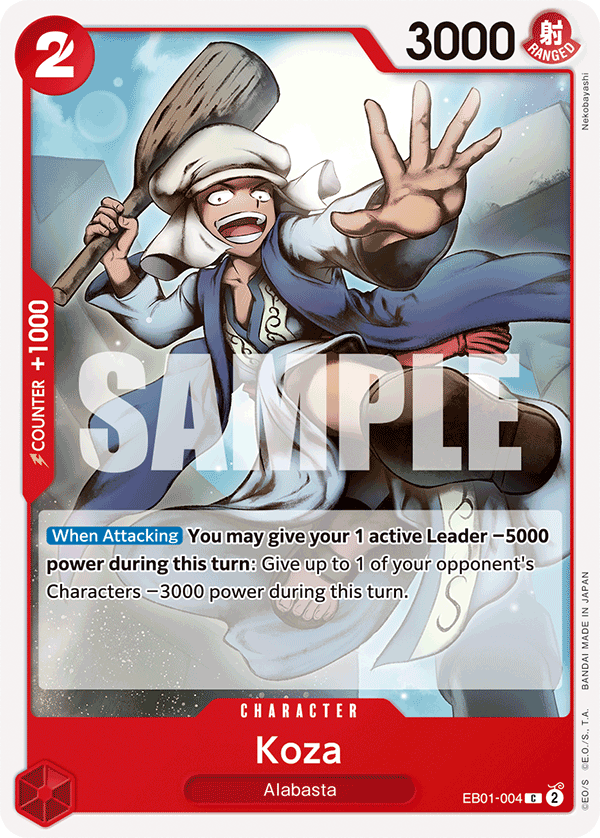 2
3000
射
RANGED
Nekobayashi
COUNTER +1000
SAMPLE
When Attacking You may give your 1 active Leader −5000
power during this turn: Give up to 1 of your opponent's
Characters −3000 power during this turn.
CHARACTER
Koza
Alabasta
EB01-004 C 2
©E.O/S ©E.O./S., T.A. BANDAI MADE IN JAPAN